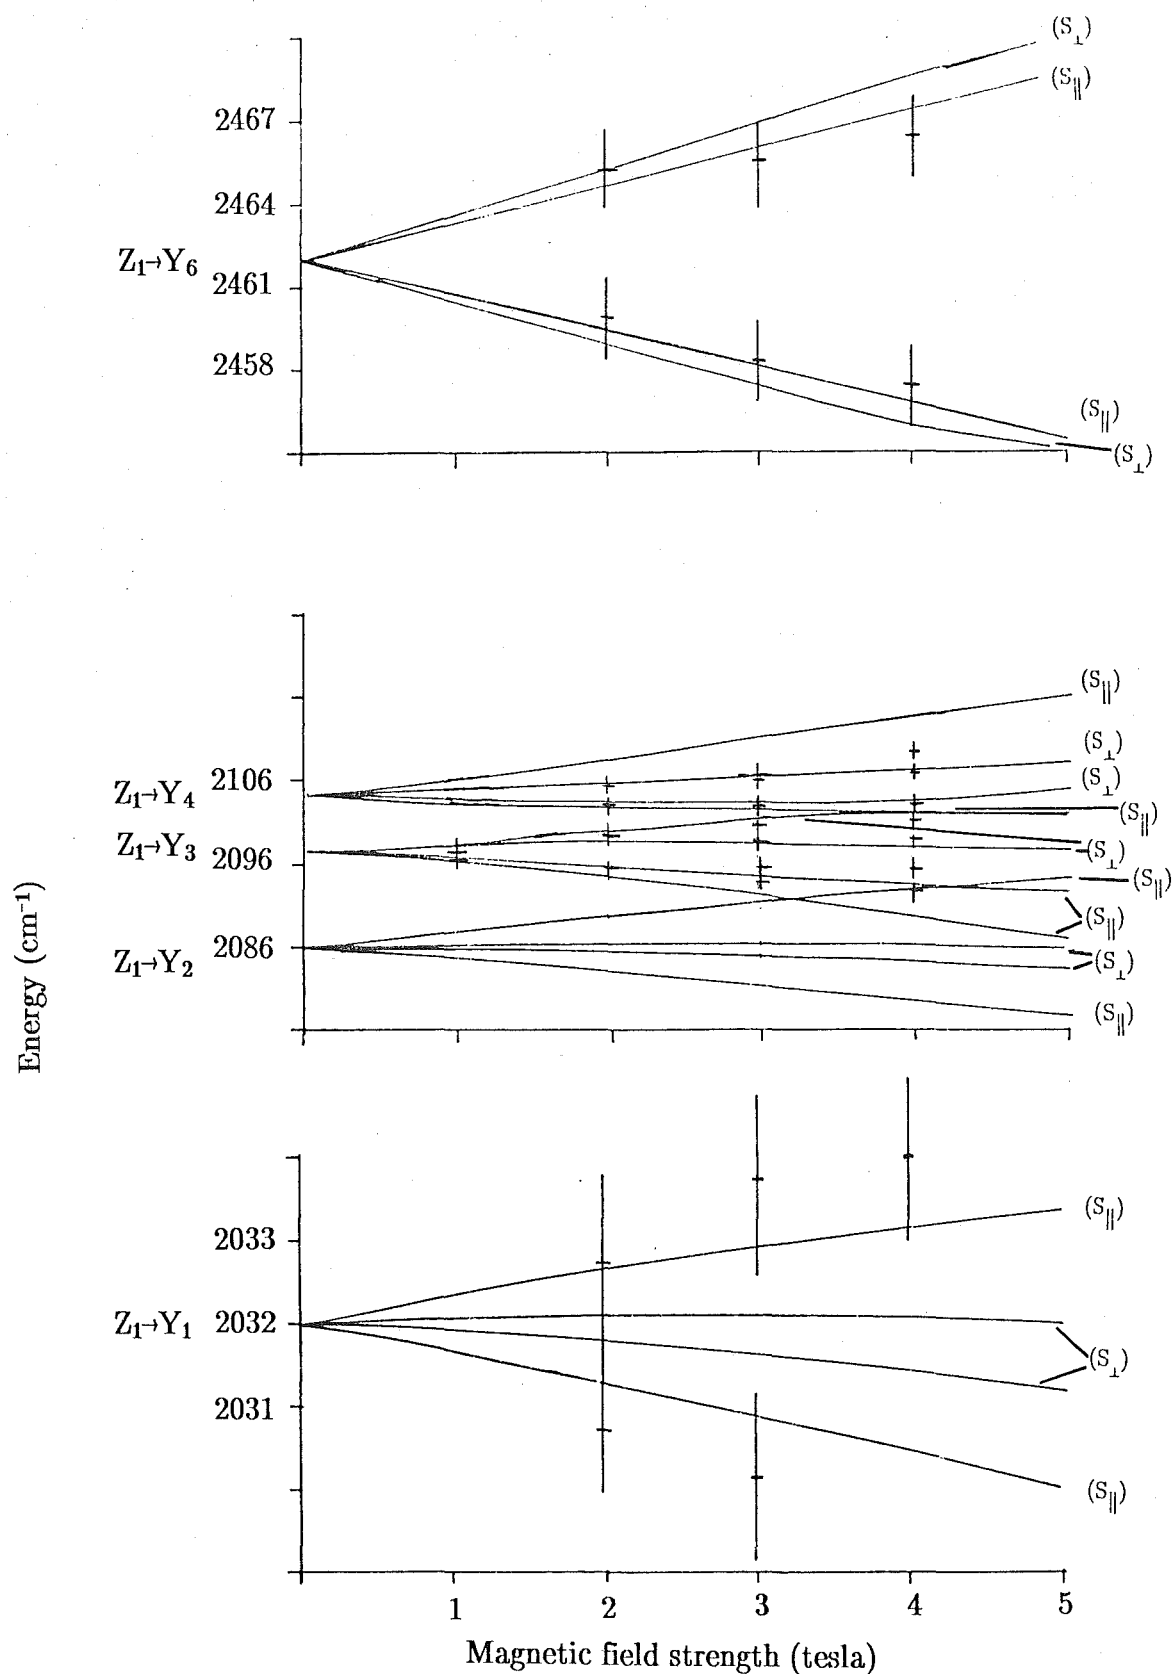 (S⊥)
(S||)
2467
2464
Z₁→Y₆
2461
2458
(S||)
(S⊥)
(S||)
(S⊥)
2106
(S⊥)
Z₁→Y₄
(S||)
Z₁→Y₃
(S⊥)
2096
(S||)
(S||)
2086
(S⊥)
Z₁→Y₂
(S||)
Energy (cm⁻¹)
(S||)
2033
Z₁→Y₁ 2032
(S⊥)
2031
(S||)
1 2 3 4 5
Magnetic field strength (tesla)